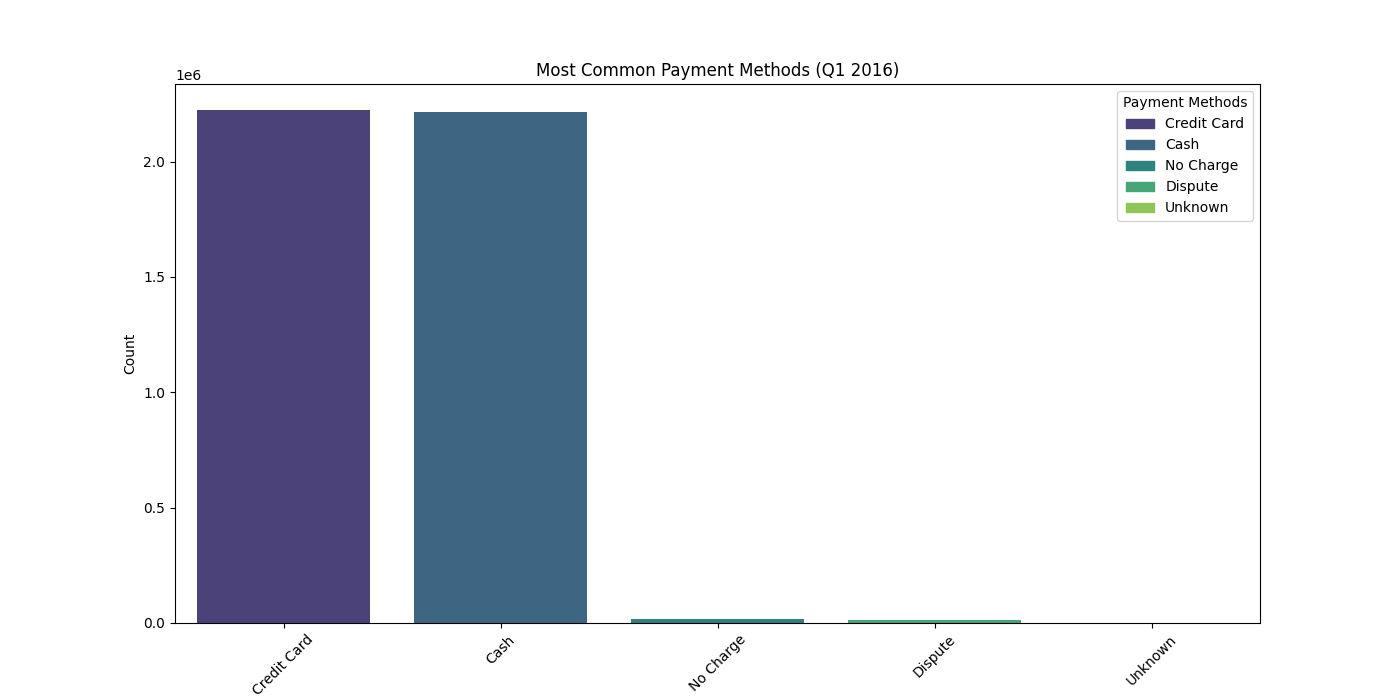 Most Common Payment Methods (Q1 2016)
1e6
Payment Methods
Credit Card
Cash
No Charge
Dispute
Unknown
2.0
1.5
1.0
0.5
0.0
Count
Credit Card
Cash
No Charge
Dispute
Unknown